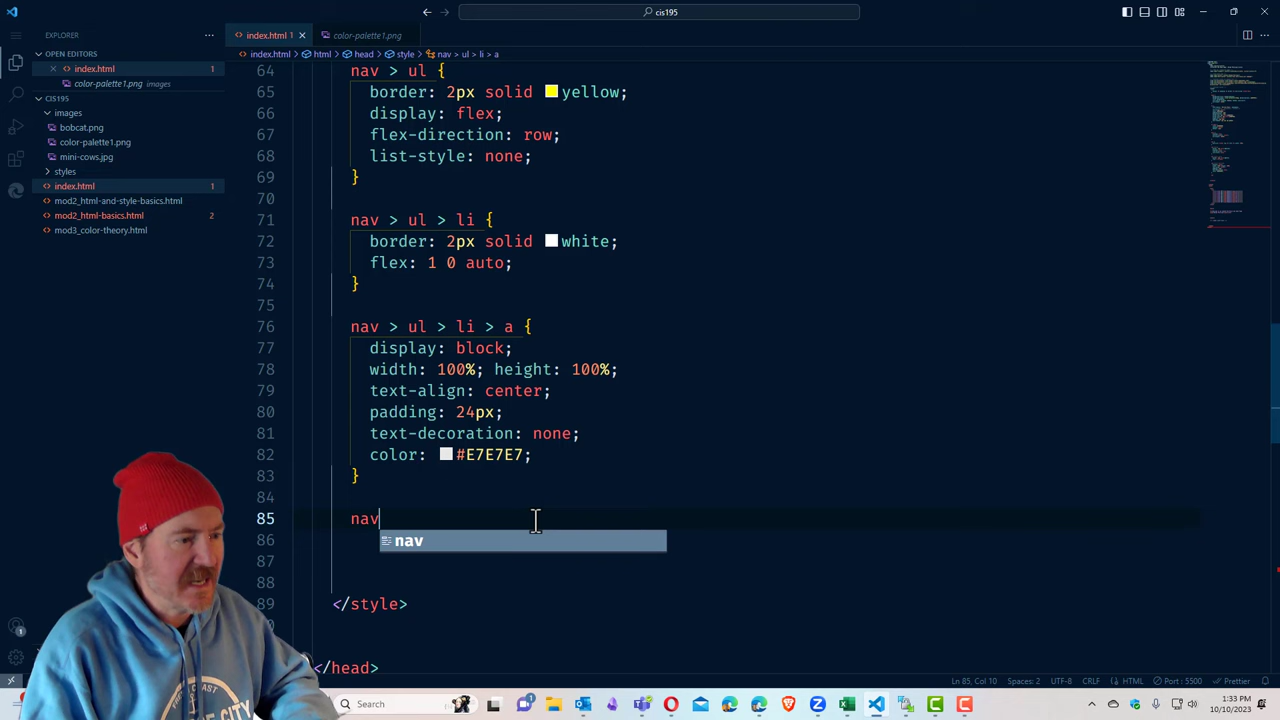 cis195
EXPLORER
index.html 1
color-palette1.png
OPEN EDITORS
index.html 1
color-palette1.png images
CIS195
images
bobcat.png
color-palette1.png
mini-cows.jpg
styles
index.html 1
mod2_html-and-style-basics.html
mod2_html-basics.html 2
mod3_color-theory.html
index.html > html > head > style > nav > ul > li > a
64 nav > ul {
65 border: 2px solid yellow;
66 display: flex;
67 flex-direction: row;
68 list-style: none;
69 }
70
71 nav > ul > li {
72 border: 2px solid white;
73 flex: 1 0 auto;
74 }
75
76 nav > ul > li > a {
77 display: block;
78 width: 100%; height: 100%;
79 text-align: center;
80 padding: 24px;
81 text-decoration: none;
82 color: #E7E7E7;
83 }
84
85 nav
86 nav
87
88
89 </style>
</head>
Ln 85, Col 10 Spaces: 2 UTF-8 CRLF HTML Port : 5500 Prettier
Search
1:33 PM
10/10/2023